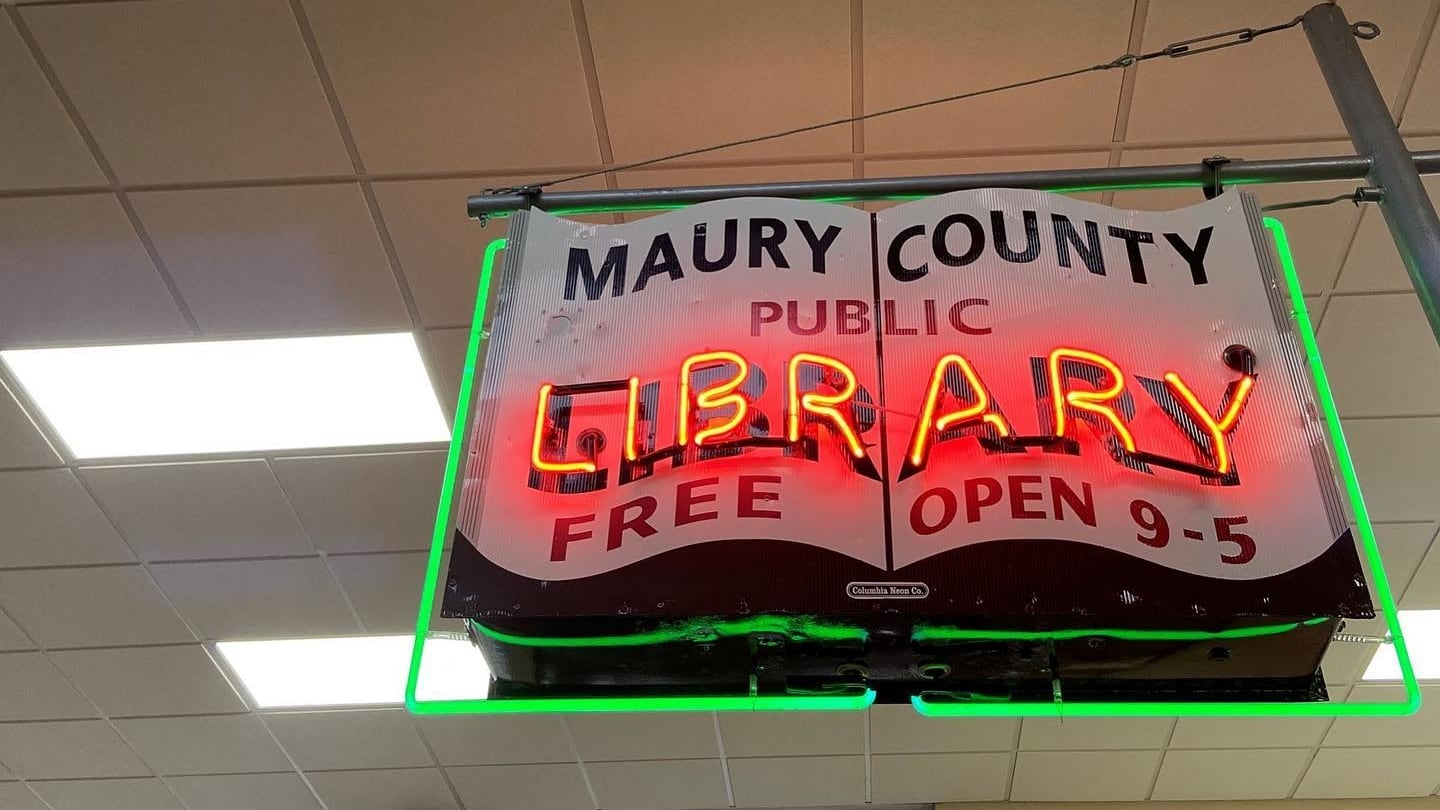 MAURY COUNTY
PUBLIC
LIBRARY
FREE OPEN 9-5
Columbia Neon Co.